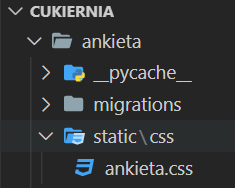 CUKIERNIA
ankieta
__pycache__
migrations
static\css
ankieta.css